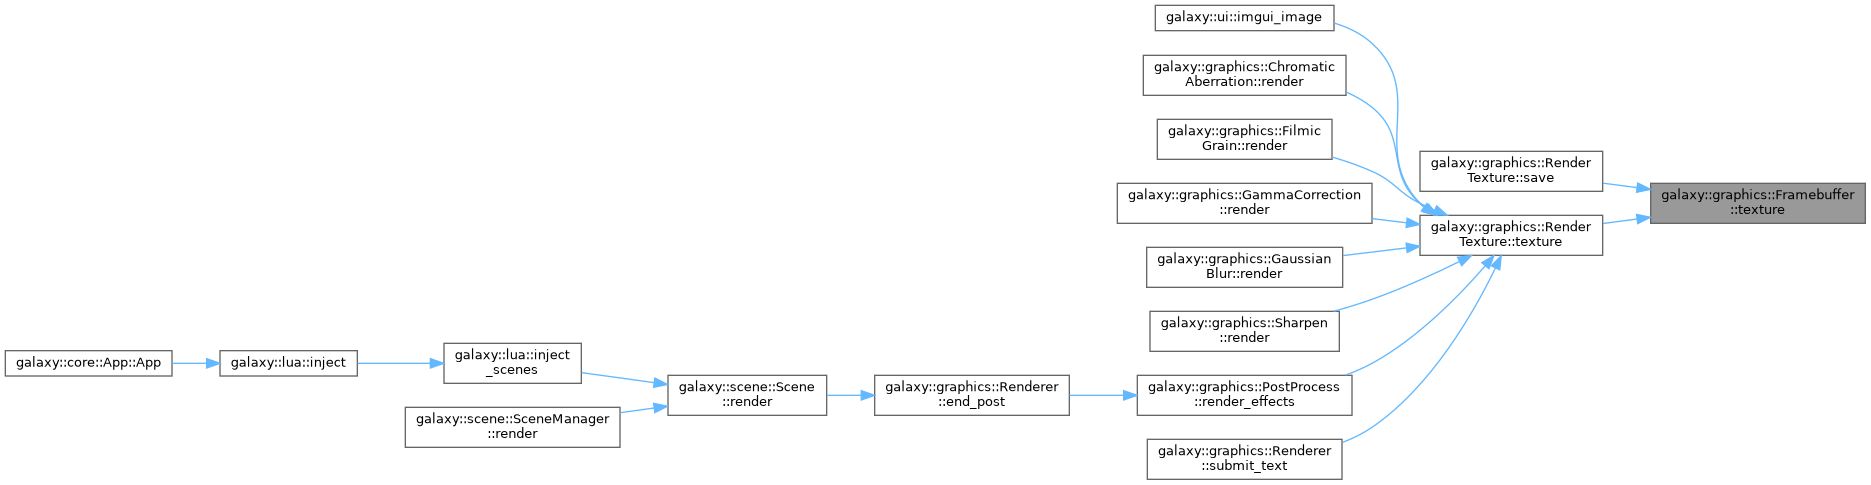 galaxy::ui::imgui_image
galaxy::graphics::Chromatic
Aberration::render
galaxy::graphics::Filmic
Grain::render
galaxy::graphics::Render
Texture::save
galaxy::graphics::Framebuffer
::texture
galaxy::graphics::GammaCorrection
::render
galaxy::graphics::Render
Texture::texture
galaxy::graphics::Gaussian
Blur::render
galaxy::graphics::Sharpen
::render
galaxy::core::App::App
galaxy::lua::inject
galaxy::lua::inject
_scenes
galaxy::scene::Scene
::render
galaxy::graphics::Renderer
::end_post
galaxy::graphics::PostProcess
::render_effects
galaxy::scene::SceneManager
::render
galaxy::graphics::Renderer
::submit_text